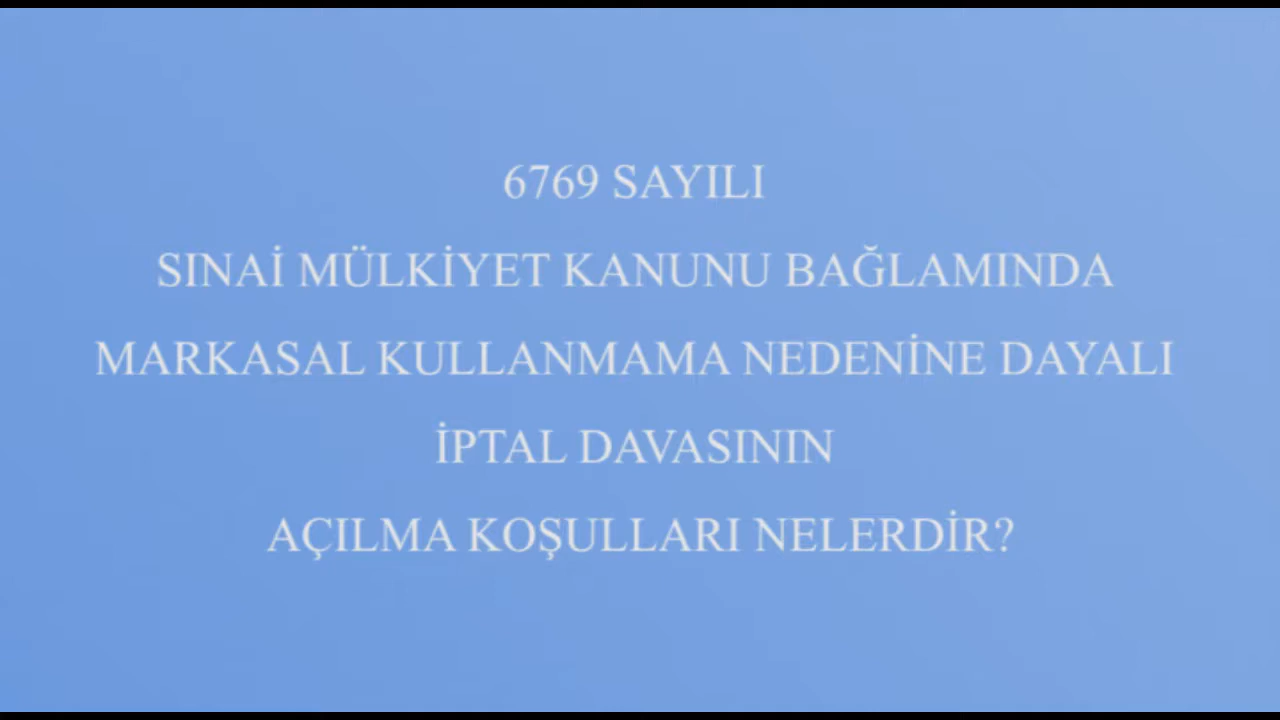 6769 SAYILI
SINAİ MÜLKİYET KANUNU BAĞLAMINDA
MARKASAL KULLANMAMA NEDENİNE DAYALI
İPTAL DAVASININ
AÇILMA KOŞULLARI NELERDİR?